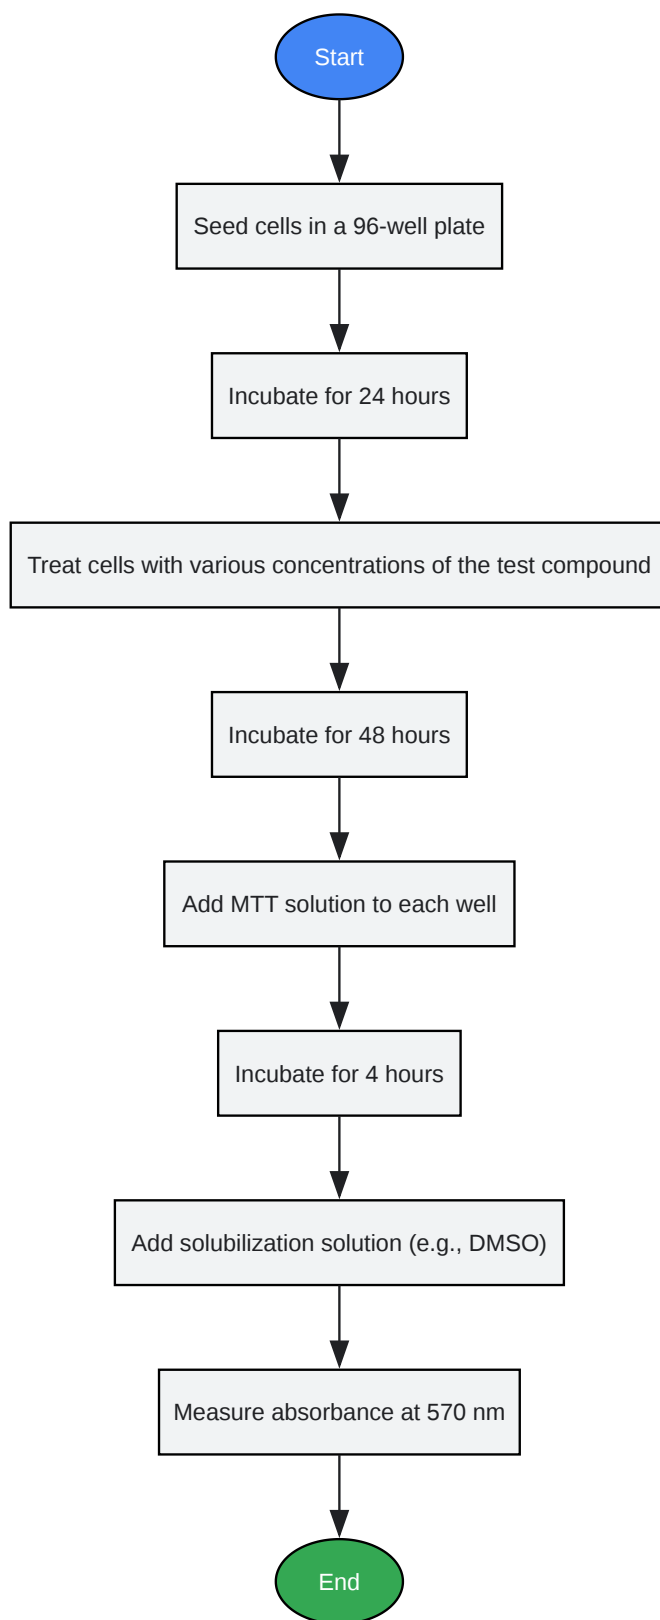 Start
Seed cells in a 96-well plate
Incubate for 24 hours
Treat cells with various concentrations of the test compound
Incubate for 48 hours
Add MTT solution to each well
Incubate for 4 hours
Add solubilization solution (e.g., DMSO)
Measure absorbance at 570 nm
End